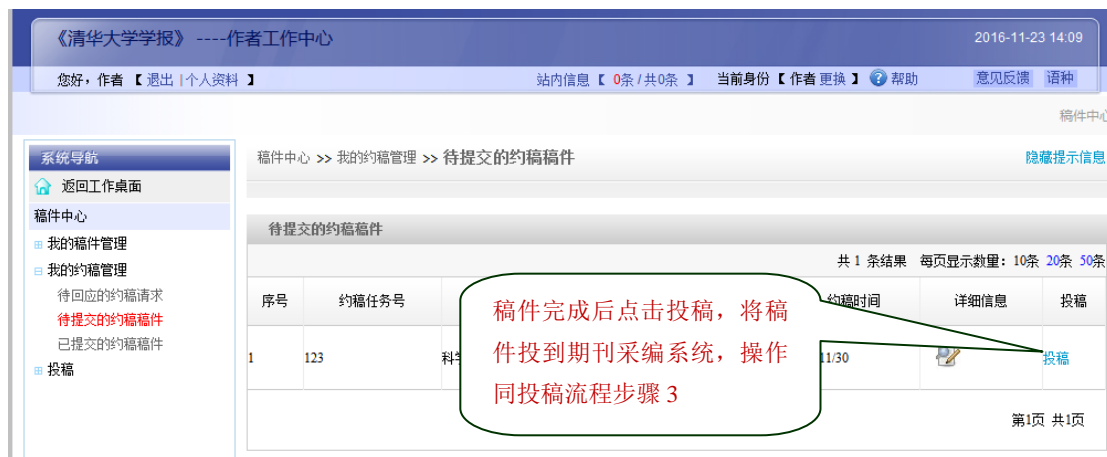 《清华大学学报》 ----作者工作中心
2016-11-23 14:09
您好，作者 【 退出 |个人资料 】
站内信息【 0条/共0条 】 当前身份【 作者 更换 】 帮助 意见反馈 语种
稿件中心
系统导航
稿件中心 >> 我的约稿管理 >> 待提交的约稿稿件
隐藏提示信息
返回工作桌面
稿件中心
我的稿件管理
我的约稿管理
待回应的约稿请求
待提交的约稿稿件
已提交的约稿稿件
投稿
待提交的约稿稿件
共 1 条结果 每页显示数量：10条 20条 50条
序号 约稿任务号 约稿时间 详细信息 投稿
1 123 科学 11/30 投稿
稿件完成后点击投稿，将稿
件投到期刊采编系统，操作
同投稿流程步骤 3
第1页 共1页